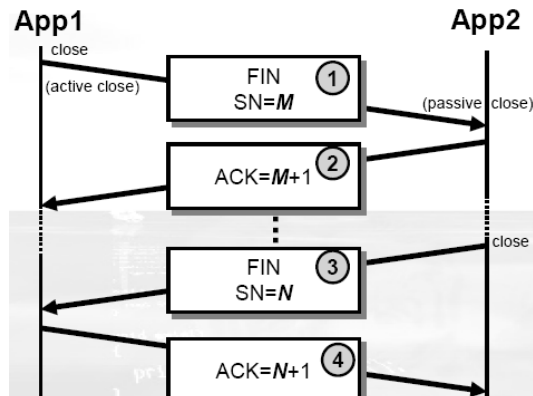 App1
App2
close
(active close)
FIN
SN=M
1
(passive close)
ACK=M+1
2
close
FIN
SN=N
3
ACK=N+1
4